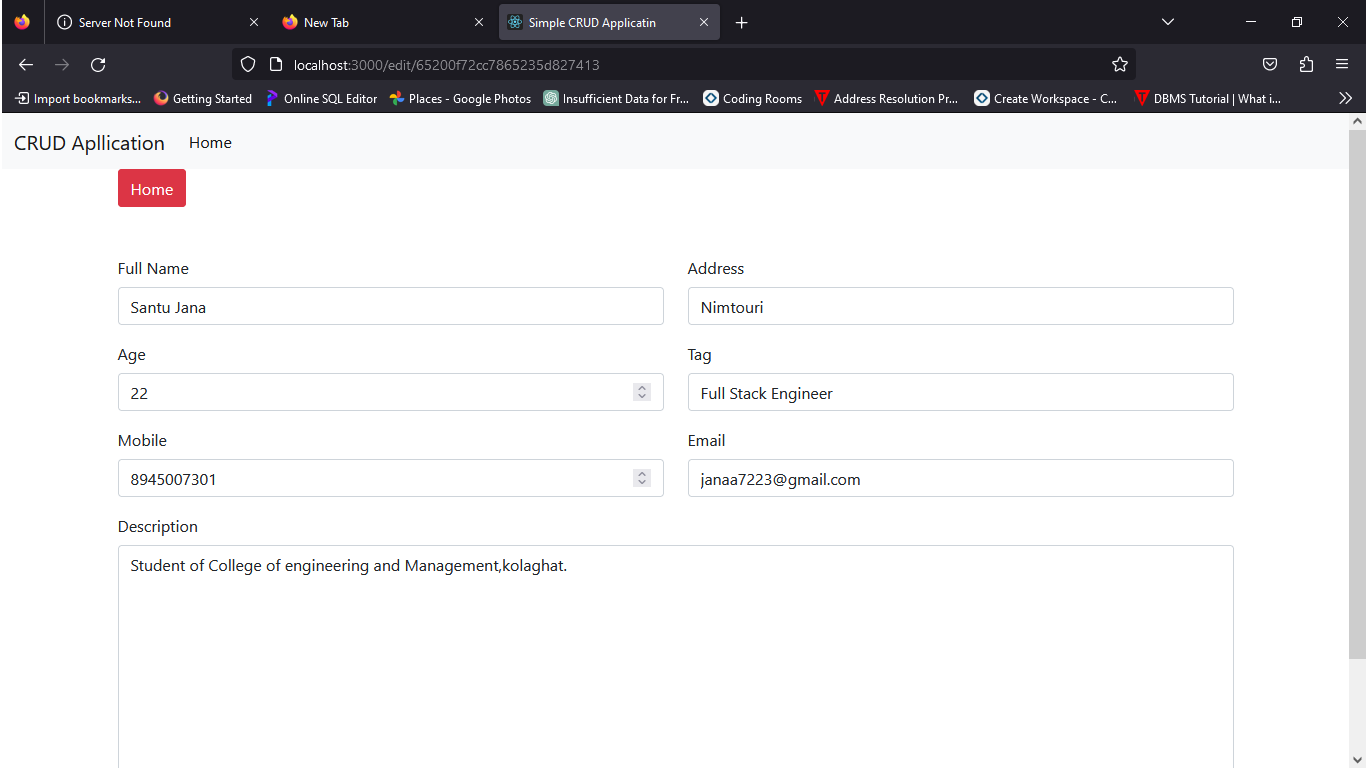 Server Not Found New Tab Simple CRUD Applicatin
localhost:3000/edit/65200f72cc7865235d827413
Import bookmarks... Getting Started Online SQL Editor Places - Google Photos Insufficient Data for Fr... Coding Rooms Address Resolution Pr... Create Workspace - C... DBMS Tutorial | What i...
CRUD Apllication Home
Home
Full Name Address
Santu Jana Nimtouri
Age Tag
22 Full Stack Engineer
Mobile Email
8945007301 janaa7223@gmail.com
Description
Student of College of engineering and Management,kolaghat.